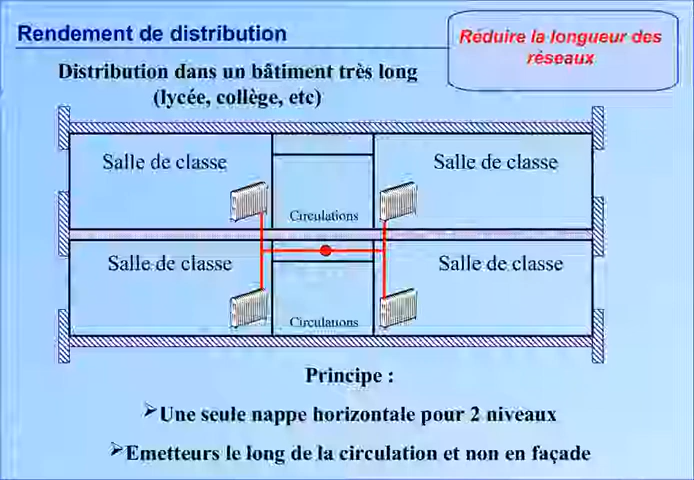 Rendement de distribution
Réduire la longueur des
réseaux
Distribution dans un bâtiment très long
(lycée, collège, etc)
Salle de classe
Salle de classe
Circulations
Salle de classe
Salle de classe
Circulations
Principe :
➢Une seule nappe horizontale pour 2 niveaux
➢Emetteurs le long de la circulation et non en façade